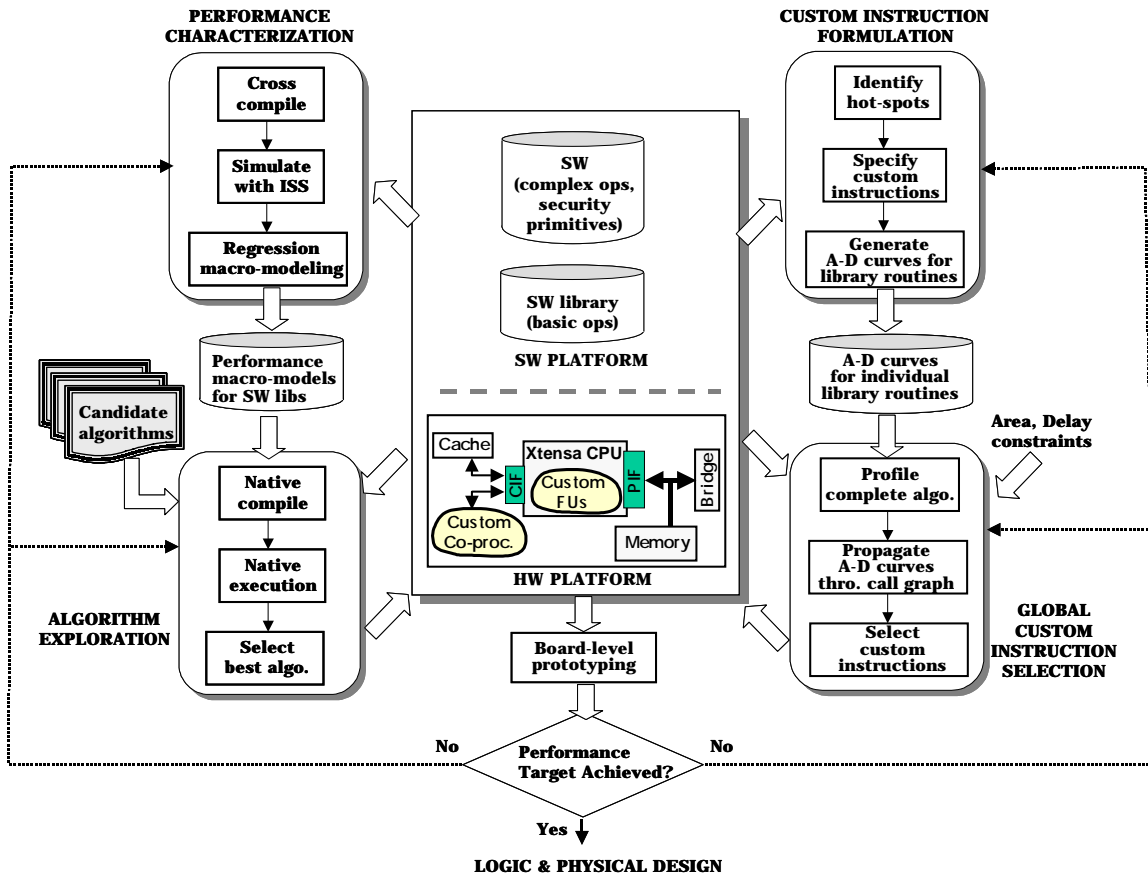 PERFORMANCE
CHARACTERIZATION
Cross
compile
Simulate
with ISS
Regression
macro-modeling
Performance
macro-models
for SW libs
Candidate
algorithms
Native
compile
Native
execution
Select
best algo.
ALGORITHM
EXPLORATION
SW
(complex ops,
security
primitives)
SW library
(basic ops)
SW PLATFORM
Cache
Xtensa CPU
CIF
Custom
FUs
PIF
Bridge
Custom
Co-proc.
Memory
HW PLATFORM
Board-level
prototyping
CUSTOM INSTRUCTION
FORMULATION
Identify
hot-spots
Specify
custom
instructions
Generate
A-D curves for
library routines
A-D curves
for individual
library routines
Area, Delay
constraints
Profile
complete algo.
Propagate
A-D curves
thro. call graph
Select
custom
instructions
GLOBAL
CUSTOM
INSTRUCTION
SELECTION
No
Performance
Target Achieved?
No
Yes
LOGIC & PHYSICAL DESIGN